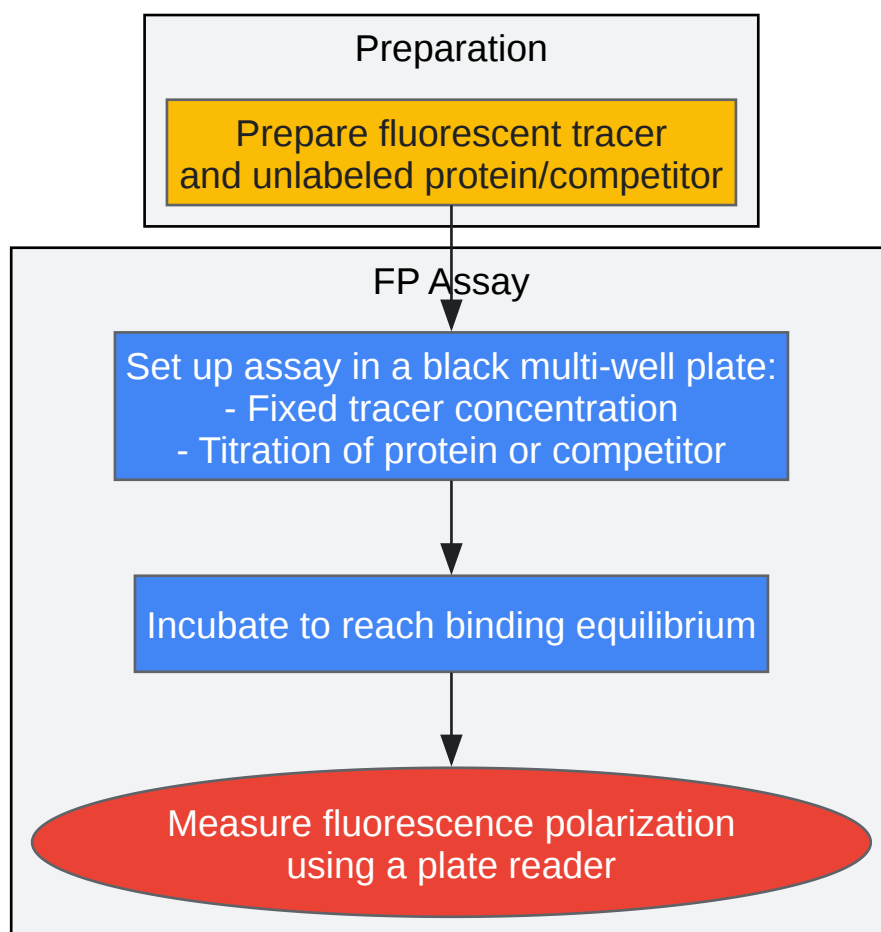 Preparation
Prepare fluorescent tracer
and unlabeled protein/competitor
FP Assay
Set up assay in a black multi-well plate:
- Fixed tracer concentration
- Titration of protein or competitor
Incubate to reach binding equilibrium
Measure fluorescence polarization
using a plate reader